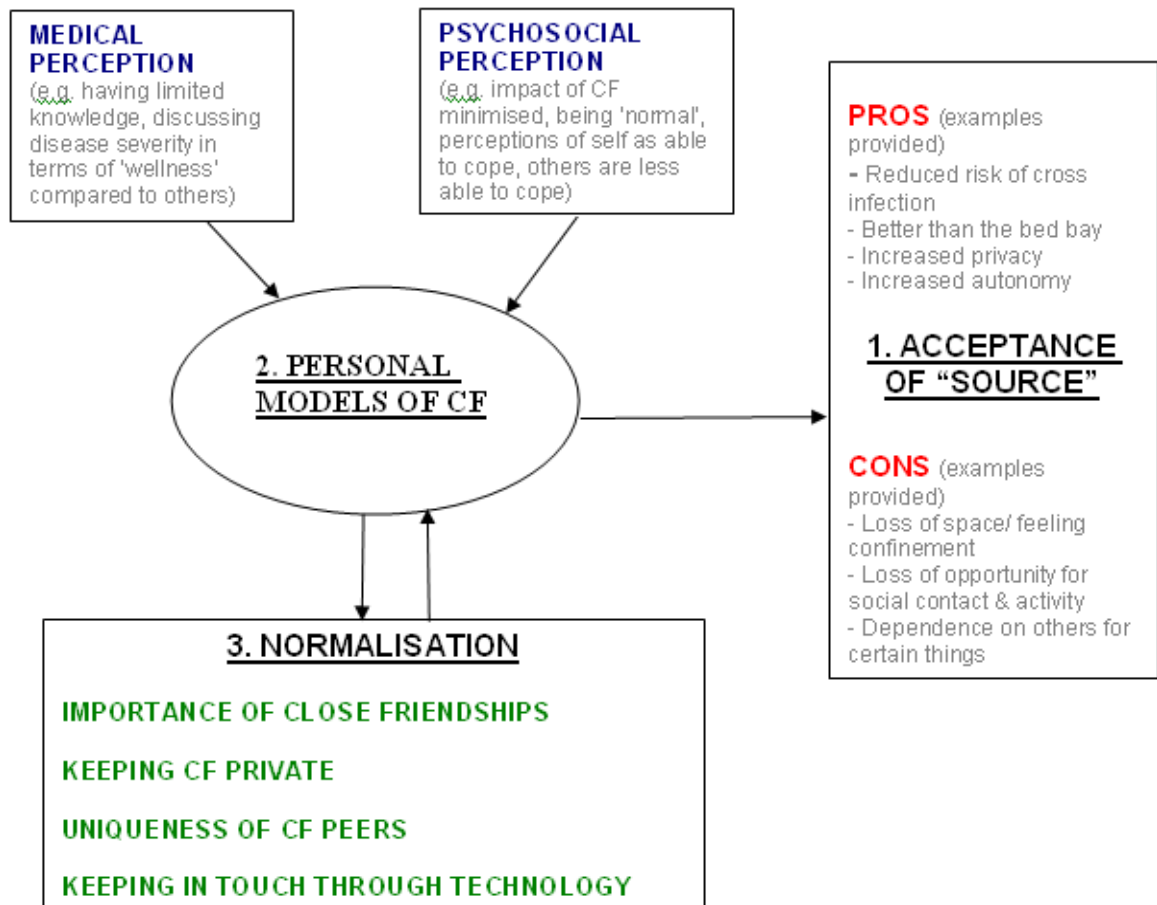 MEDICAL
PERCEPTION
(e.g. having limited
knowledge, discussing
disease severity in
terms of 'wellness'
compared to others)
PSYCHOSOCIAL
PERCEPTION
(e.g. impact of CF
minimised, being 'normal',
perceptions of self as able
to cope, others are less
able to cope)
2. PERSONAL
MODELS OF CF
PROS (examples
provided)
- Reduced risk of cross
infection
- Better than the bed bay
- Increased privacy
- Increased autonomy
1. ACCEPTANCE
OF “SOURCE”
CONS (examples
provided)
- Loss of space/ feeling
confinement
- Loss of opportunity for
social contact & activity
- Dependence on others for
certain things
3. NORMALISATION
IMPORTANCE OF CLOSE FRIENDSHIPS
KEEPING CF PRIVATE
UNIQUENESS OF CF PEERS
KEEPING IN TOUCH THROUGH TECHNOLOGY